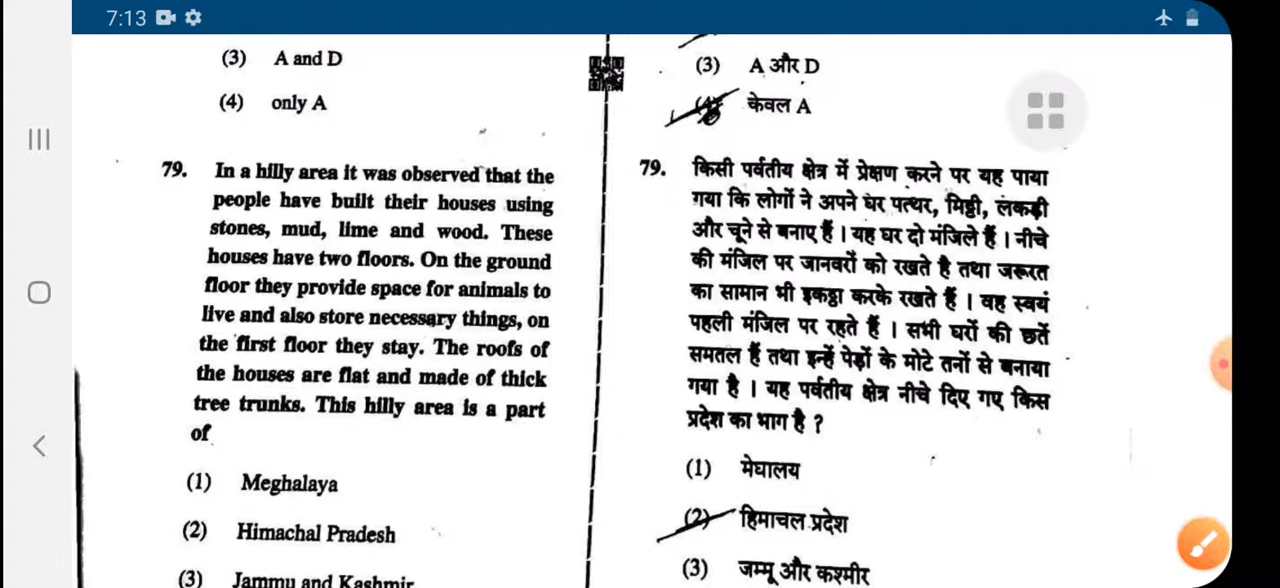 7:13
(3) A and D
(4) only A
79. In a hilly area it was observed that the
people have built their houses using
stones, mud, lime and wood. These
houses have two floors. On the ground
floor they provide space for animals to
live and also store necessary things, on
the first floor they stay. The roofs of
the houses are flat and made of thick
tree trunks. This hilly area is a part
of
(1) Meghalaya
(2) Himachal Pradesh
(3) Jammu and Kashmir
(3) A और D
(4) केवल A
79. किसी पर्वतीय क्षेत्र में प्रेक्षण करने पर यह पाया
गया कि लोगों ने अपने घर पत्थर, मिट्टी, लकड़ी
और चूने से बनाए हैं । यह घर दो मंजिले हैं । नीचे
की मंजिल पर जानवरों को रखते है तथा जरूरत
का सामान भी इकट्ठा करके रखते हैं । वह स्वयं
पहली मंजिल पर रहते हैं । सभी घरों की छतें
समतल हैं तथा इन्हें पेड़ों के मोटे तनों से बनाया
गया है । यह पर्वतीय क्षेत्र नीचे दिए गए किस
प्रदेश का भाग है ?
(1) मेघालय
(2) हिमाचल प्रदेश
(3) जम्मू और कश्मीर